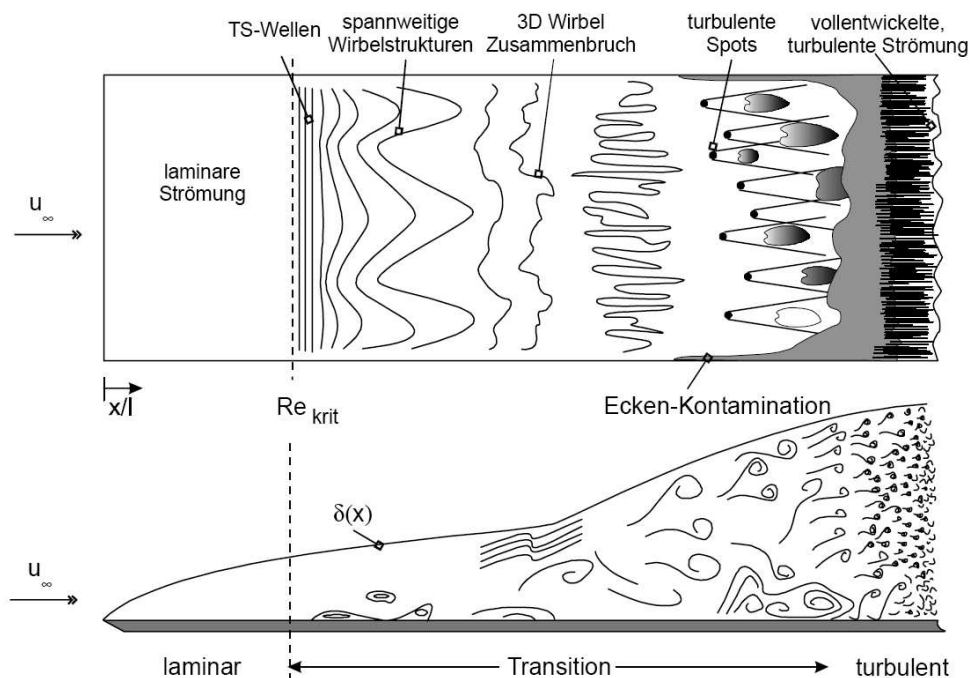 TS-Wellen
spannweitige
Wirbelstrukturen
3D Wirbel
Zusammenbruch
turbulente
Spots
vollentwickelte,
turbulente Strömung
laminare
Strömung
u∞
x/l
Re krit
Ecken-Kontamination
δ(x)
u∞
laminar
Transition
turbulent